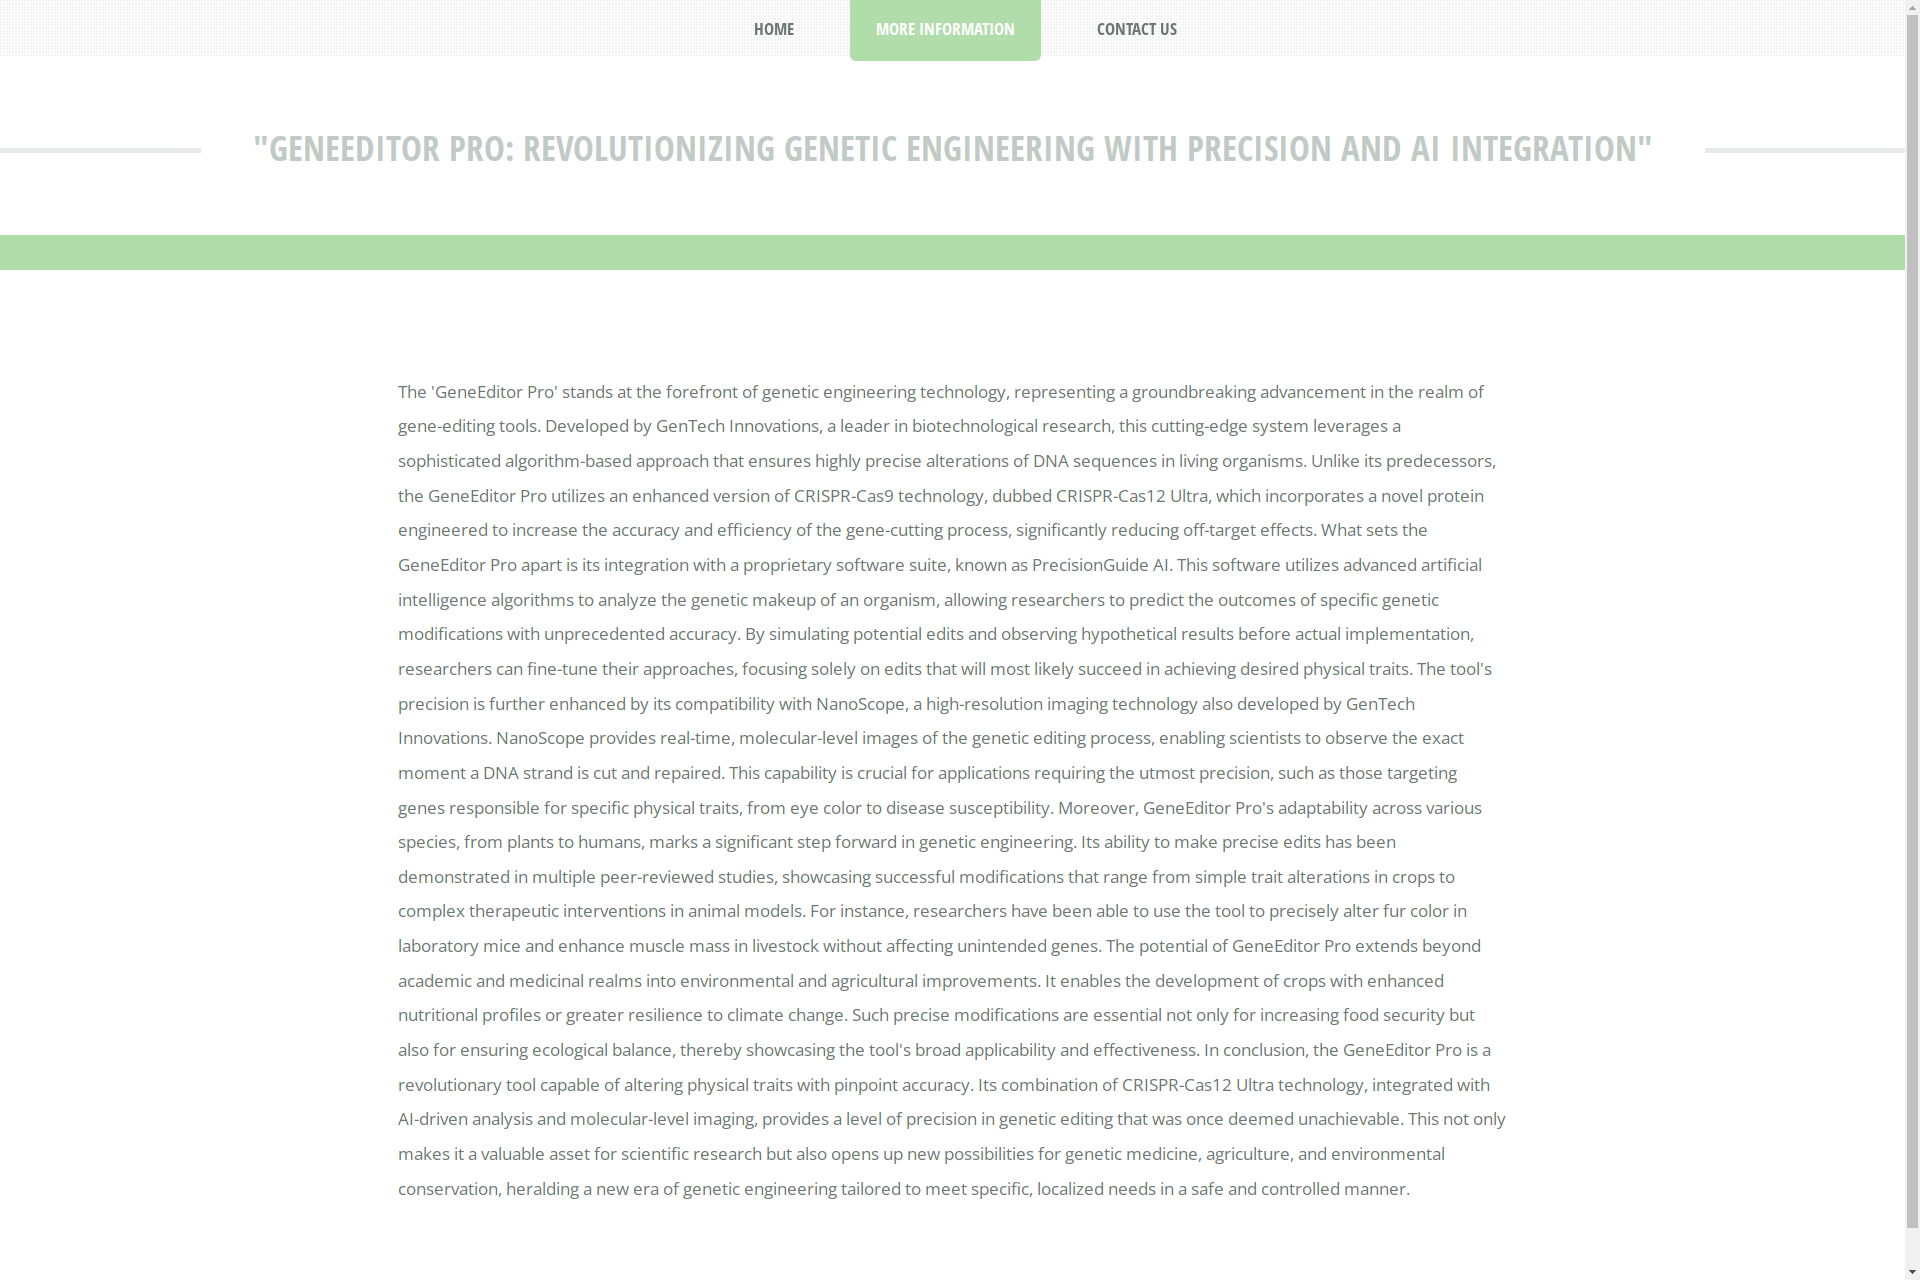 HOME
MORE INFORMATION
CONTACT US
"GENEEDITOR PRO: REVOLUTIONIZING GENETIC ENGINEERING WITH PRECISION AND AI INTEGRATION"
The 'GeneEditor Pro' stands at the forefront of genetic engineering technology, representing a groundbreaking advancement in the realm of
gene-editing tools. Developed by GenTech Innovations, a leader in biotechnological research, this cutting-edge system leverages a
sophisticated algorithm-based approach that ensures highly precise alterations of DNA sequences in living organisms. Unlike its predecessors,
the GeneEditor Pro utilizes an enhanced version of CRISPR-Cas9 technology, dubbed CRISPR-Cas12 Ultra, which incorporates a novel protein
engineered to increase the accuracy and efficiency of the gene-cutting process, significantly reducing off-target effects. What sets the
GeneEditor Pro apart is its integration with a proprietary software suite, known as PrecisionGuide AI. This software utilizes advanced artificial
intelligence algorithms to analyze the genetic makeup of an organism, allowing researchers to predict the outcomes of specific genetic
modifications with unprecedented accuracy. By simulating potential edits and observing hypothetical results before actual implementation,
researchers can fine-tune their approaches, focusing solely on edits that will most likely succeed in achieving desired physical traits. The tool's
precision is further enhanced by its compatibility with NanoScope, a high-resolution imaging technology also developed by GenTech
Innovations. NanoScope provides real-time, molecular-level images of the genetic editing process, enabling scientists to observe the exact
moment a DNA strand is cut and repaired. This capability is crucial for applications requiring the utmost precision, such as those targeting
genes responsible for specific physical traits, from eye color to disease susceptibility. Moreover, GeneEditor Pro's adaptability across various
species, from plants to humans, marks a significant step forward in genetic engineering. Its ability to make precise edits has been
demonstrated in multiple peer-reviewed studies, showcasing successful modifications that range from simple trait alterations in crops to
complex therapeutic interventions in animal models. For instance, researchers have been able to use the tool to precisely alter fur color in
laboratory mice and enhance muscle mass in livestock without affecting unintended genes. The potential of GeneEditor Pro extends beyond
academic and medicinal realms into environmental and agricultural improvements. It enables the development of crops with enhanced
nutritional profiles or greater resilience to climate change. Such precise modifications are essential not only for increasing food security but
also for ensuring ecological balance, thereby showcasing the tool's broad applicability and effectiveness. In conclusion, the GeneEditor Pro is a
revolutionary tool capable of altering physical traits with pinpoint accuracy. Its combination of CRISPR-Cas12 Ultra technology, integrated with
AI-driven analysis and molecular-level imaging, provides a level of precision in genetic editing that was once deemed unachievable. This not only
makes it a valuable asset for scientific research but also opens up new possibilities for genetic medicine, agriculture, and environmental
conservation, heralding a new era of genetic engineering tailored to meet specific, localized needs in a safe and controlled manner.